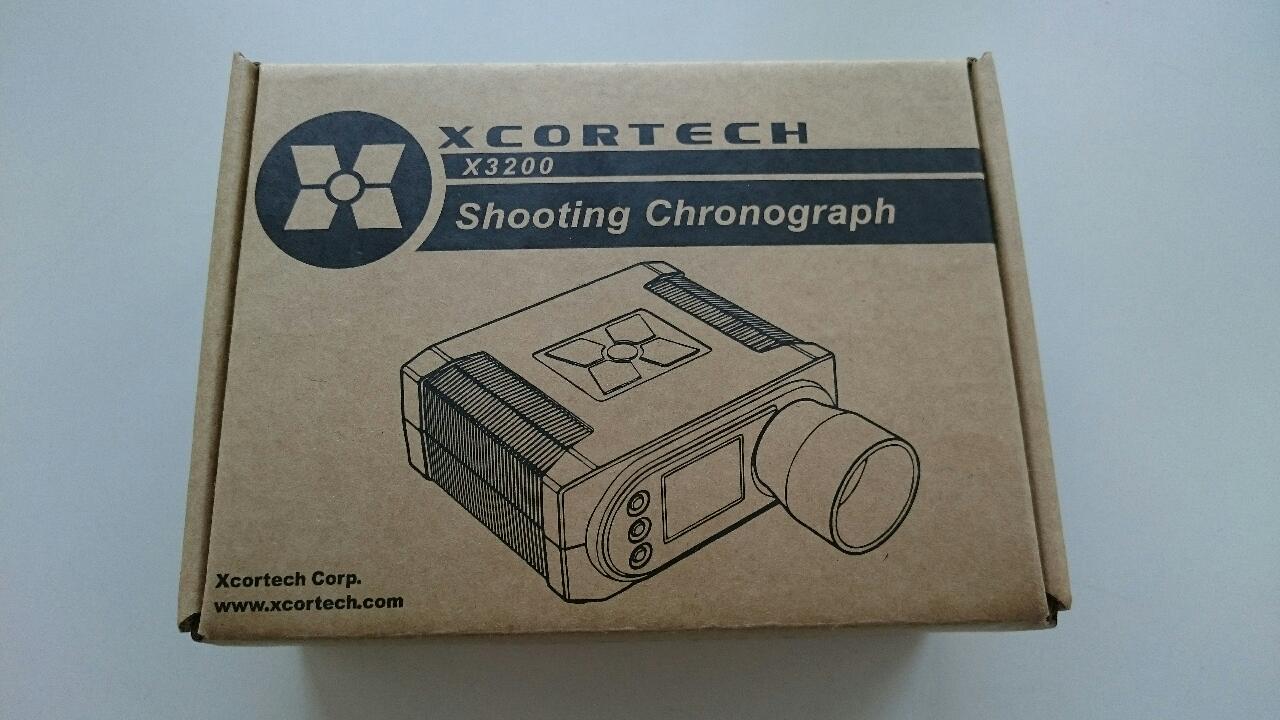 XCORTECH
X3200
Shooting Chronograph
Xcortech Corp.
www.xcortech.com